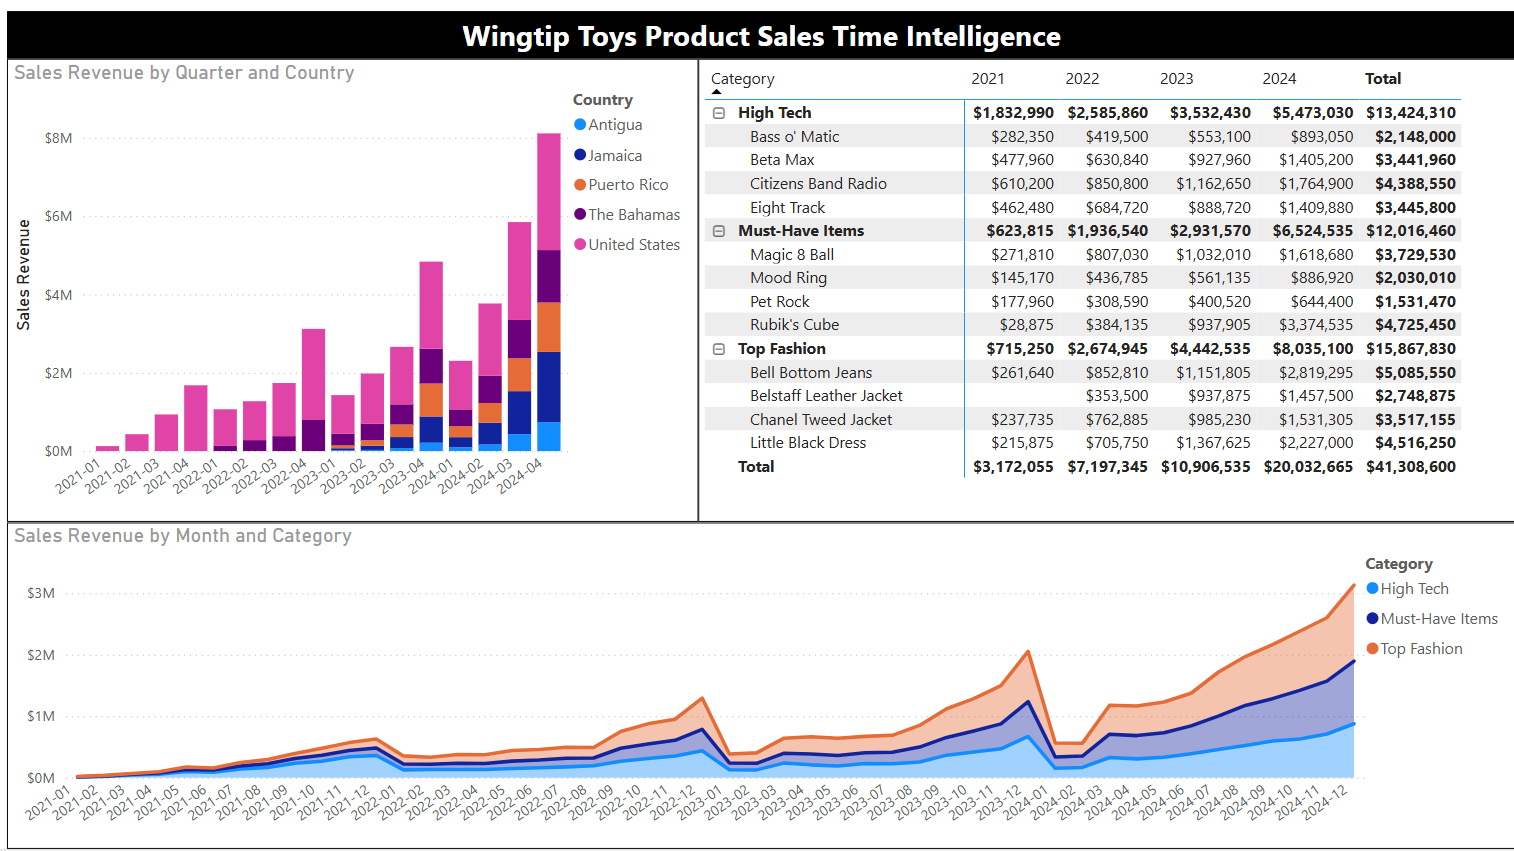 Wingtip Toys Product Sales Time Intelligence
Sales Revenue by Quarter and Country
Sales Revenue
$8M
$6M
$4M
$2M
$0M
2021-01
2021-02
2021-03
2021-04
2022-01
2022-02
2022-03
2022-04
2023-01
2023-02
2023-03
2023-04
2024-01
2024-02
2024-03
2024-04
Country
Antigua
Jamaica
Puerto Rico
The Bahamas
United States
Category 2021 2022 2023 2024 Total
High Tech $1,832,990 $2,585,860 $3,532,430 $5,473,030 $13,424,310
Bass o' Matic $282,350 $419,500 $553,100 $893,050 $2,148,000
Beta Max $477,960 $630,840 $927,960 $1,405,200 $3,441,960
Citizens Band Radio $610,200 $850,800 $1,162,650 $1,764,900 $4,388,550
Eight Track $462,480 $684,720 $888,720 $1,409,880 $3,445,800
Must-Have Items $623,815 $1,936,540 $2,931,570 $6,524,535 $12,016,460
Magic 8 Ball $271,810 $807,030 $1,032,010 $1,618,680 $3,729,530
Mood Ring $145,170 $436,785 $561,135 $886,920 $2,030,010
Pet Rock $177,960 $308,590 $400,520 $644,400 $1,531,470
Rubik's Cube $28,875 $384,135 $937,905 $3,374,535 $4,725,450
Top Fashion $715,250 $2,674,945 $4,442,535 $8,035,100 $15,867,830
Bell Bottom Jeans $261,640 $852,810 $1,151,805 $2,819,295 $5,085,550
Belstaff Leather Jacket $353,500 $937,875 $1,457,500 $2,748,875
Chanel Tweed Jacket $237,735 $762,885 $985,230 $1,531,305 $3,517,155
Little Black Dress $215,875 $705,750 $1,367,625 $2,227,000 $4,516,250
Total $3,172,055 $7,197,345 $10,906,535 $20,032,665 $41,308,600
Sales Revenue by Month and Category
$3M
$2M
$1M
$0M
2021-01
2021-02
2021-03
2021-04
2021-05
2021-06
2021-07
2021-08
2021-09
2021-10
2021-11
2021-12
2022-01
2022-02
2022-03
2022-04
2022-05
2022-06
2022-07
2022-08
2022-09
2022-10
2022-11
2022-12
2023-01
2023-02
2023-03
2023-04
2023-05
2023-06
2023-07
2023-08
2023-09
2023-10
2023-11
2023-12
2024-01
2024-02
2024-03
2024-04
2024-05
2024-06
2024-07
2024-08
2024-09
2024-10
2024-11
2024-12
Category
High Tech
Must-Have Items
Top Fashion